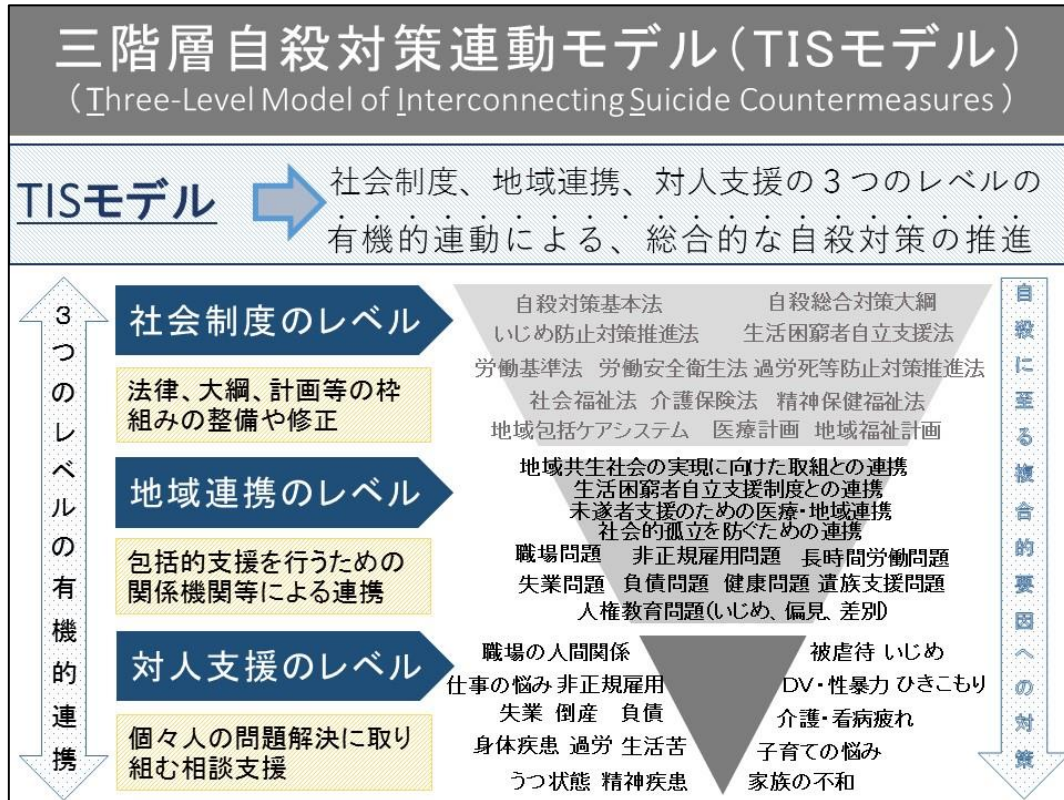 三階層自殺対策連動モデル(TISモデル)
(Three-Level Model of Interconnecting Suicide Countermeasures)
TISモデル
社会制度、地域連携、対人支援の3つのレベルの
有機的連動による、総合的な自殺対策の推進
3つのレベルの有機的連携
社会制度のレベル
法律、大綱、計画等の枠
組みの整備や修正
自殺対策基本法 自殺総合対策大綱
いじめ防止対策推進法 生活困窮者自立支援法
労働基準法 労働安全衛生法 過労死等防止対策推進法
社会福祉法 介護保険法 精神保健福祉法
地域包括ケアシステム 医療計画 地域福祉計画
地域連携のレベル
包括的支援を行うための
関係機関等による連携
地域共生社会の実現に向けた取組との連携
生活困窮者自立支援制度との連携
未遂者支援のための医療・地域連携
社会的孤立を防ぐための連携
職場問題 非正規雇用問題 長時間労働問題
失業問題 負債問題 健康問題 遺族支援問題
人権教育問題(いじめ、偏見、差別)
対人支援のレベル
個々人の問題解決に取り
組む相談支援
職場の人間関係 被虐待 いじめ
仕事の悩み 非正規雇用 DV・性暴力 ひきこもり
失業 倒産 負債 介護・看病疲れ
身体疾患 過労 生活苦 子育ての悩み
うつ状態 精神疾患 家族の不和
自殺に至る複合的要因への対策